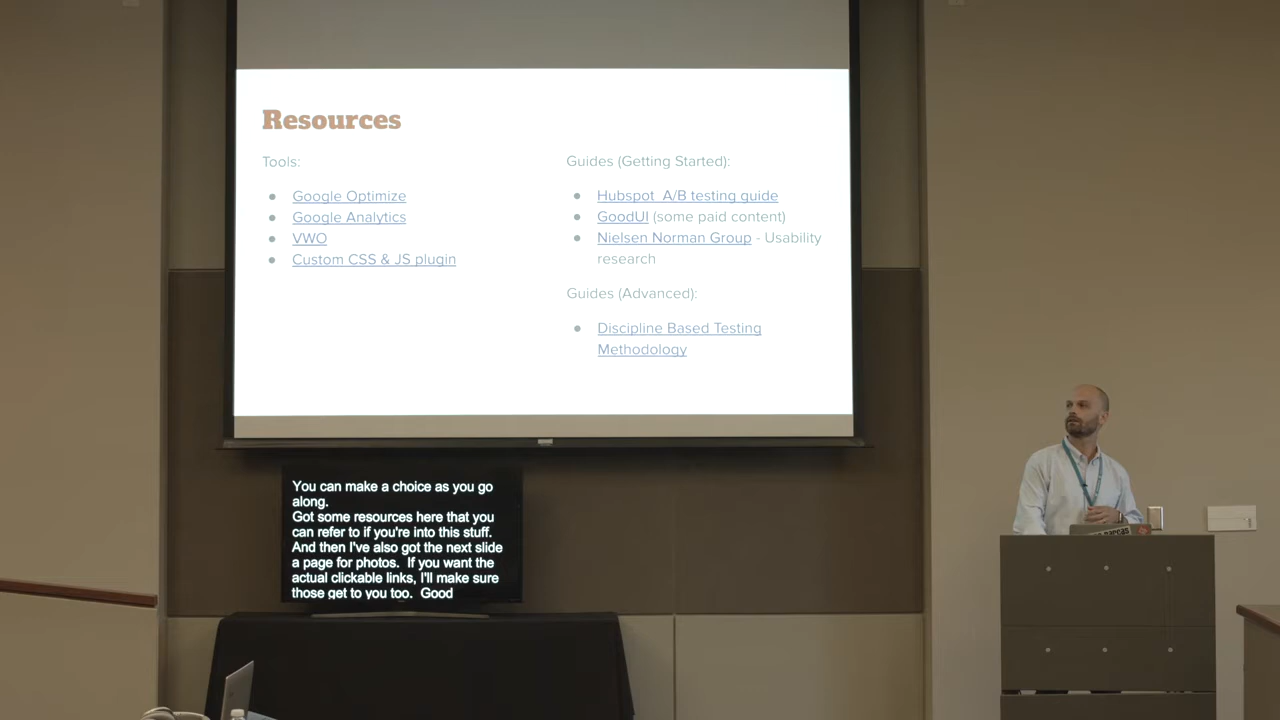 Resources
Tools:
Google Optimize
Google Analytics
VWO
Custom CSS & JS plugin
Guides (Getting Started):
Hubspot A/B testing guide
GoodUI (some paid content)
Nielsen Norman Group - Usability
research
Guides (Advanced):
Discipline Based Testing
Methodology
You can make a choice as you go
along.
Got some resources here that you
can refer to if you're into this stuff.
And then I've also got the next slide
a page for photos. If you want the
actual clickable links, I'll make sure
those get to you too. Good